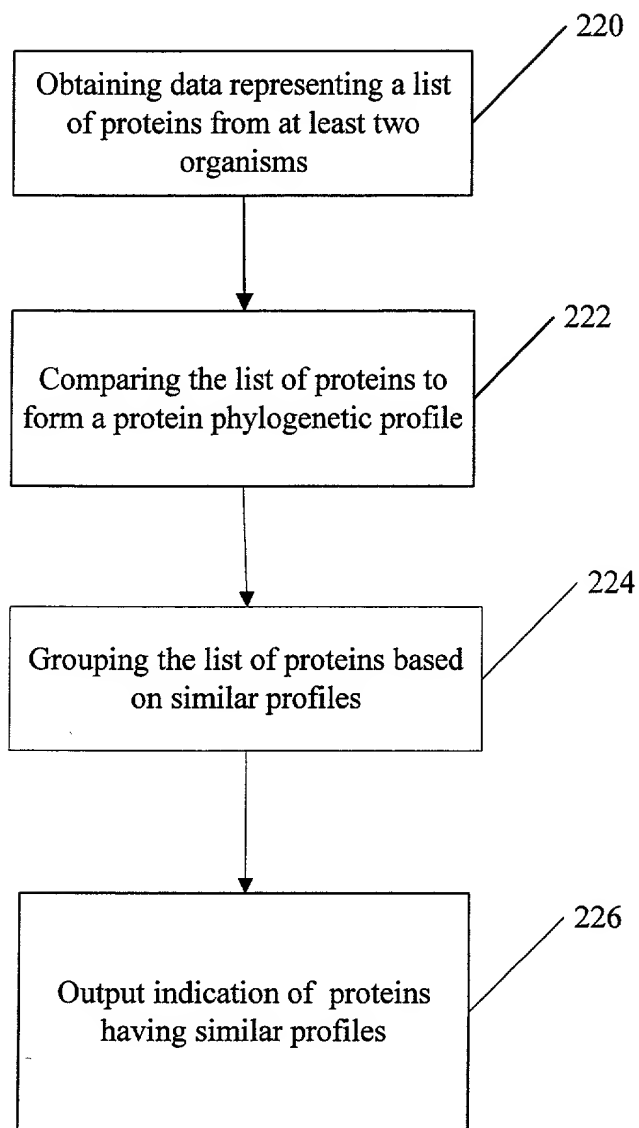 220
Obtaining data representing a list
of proteins from at least two
organisms
222
Comparing the list of proteins to
form a protein phylogenetic profile
224
Grouping the list of proteins based
on similar profiles
226
Output indication of proteins
having similar profiles